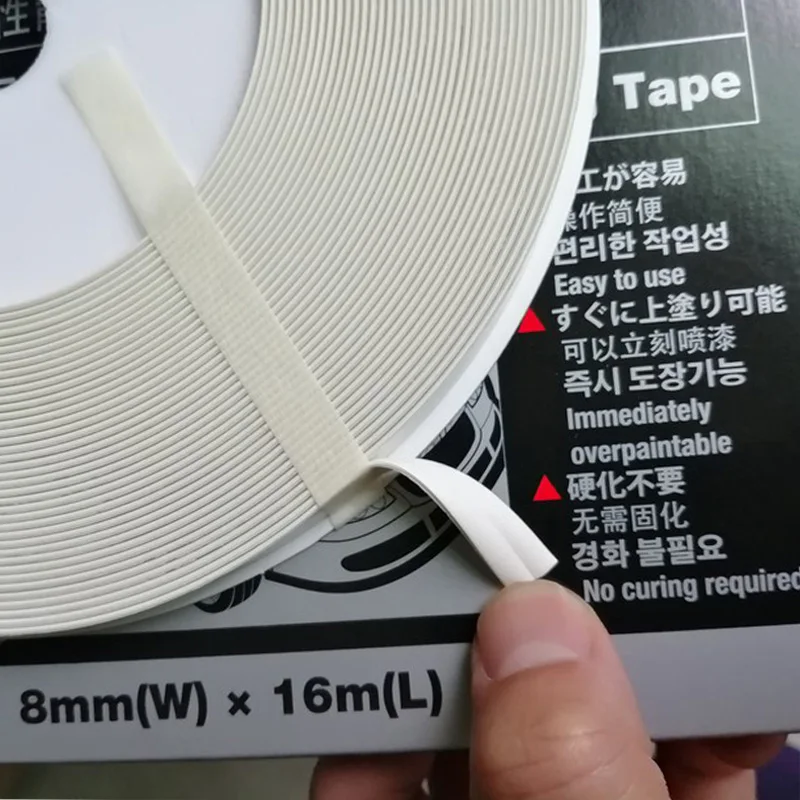 性
Tape
工が容易
操作简便
편리한 작업성
Easy to use
すぐに上塗り可能
可以立刻喷漆
즉시 도장가능
Immediately
overpaintable
硬化不要
无需固化
경화 불필요
No curing required
8mm(W) × 16m(L)